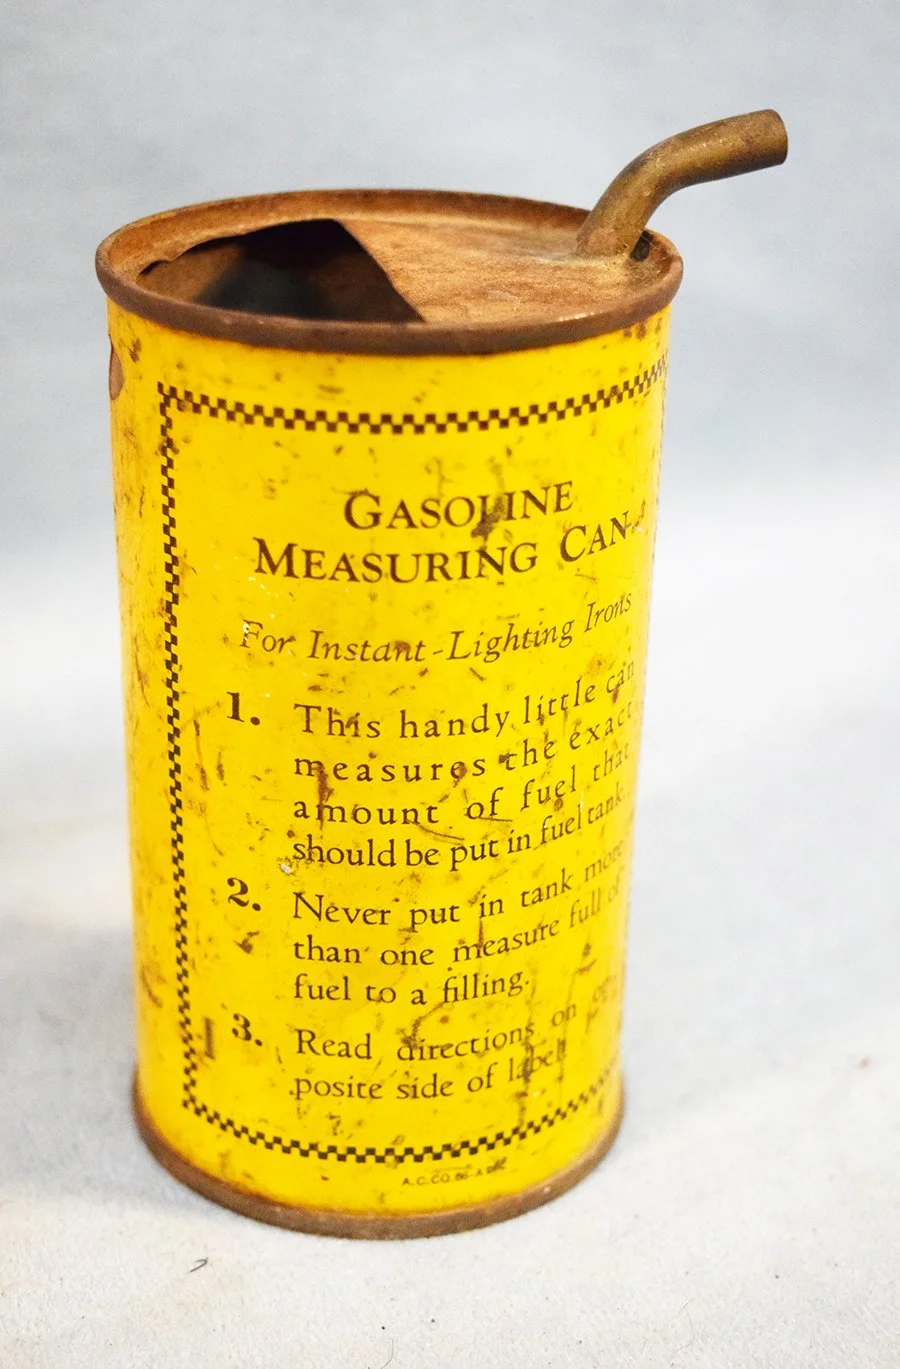 GASOLINE
MEASURING CAN
For Instant-Lighting Irons
1. This handy little can
measures the exact
amount of fuel that
should be put in fuel tank.
2. Never put in tank more
than one measure full of
fuel to a filling.
3. Read directions on op-
posite side of label.
A.C.CO.